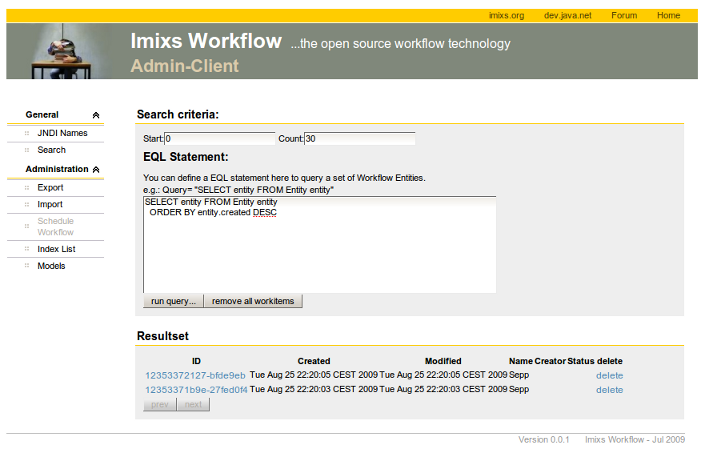 imixs.org dev.java.net Forum Home
Imixs Workflow ...the open source workflow technology
Admin-Client
General
JNDI Names
Search
Administration
Export
Import
Schedule
Workflow
Index List
Models
Search criteria:
Start: 0 Count: 30
EQL Statement:
You can define a EQL statement here to query a set of Workflow Entities.
e.g.: Query= "SELECT entity FROM Entity entity"
SELECT entity FROM Entity entity
ORDER BY entity.created DESC
run query... remove all workitems
Resultset
ID Created Modified Name Creator Status delete
12353372127-bfde9eb Tue Aug 25 22:20:05 CEST 2009 Tue Aug 25 22:20:05 CEST 2009 Sepp delete
12353371b9e-27fed0f4 Tue Aug 25 22:20:03 CEST 2009 Tue Aug 25 22:20:03 CEST 2009 Sepp delete
prev next
Version 0.0.1 Imixs Workflow - Jul 2009